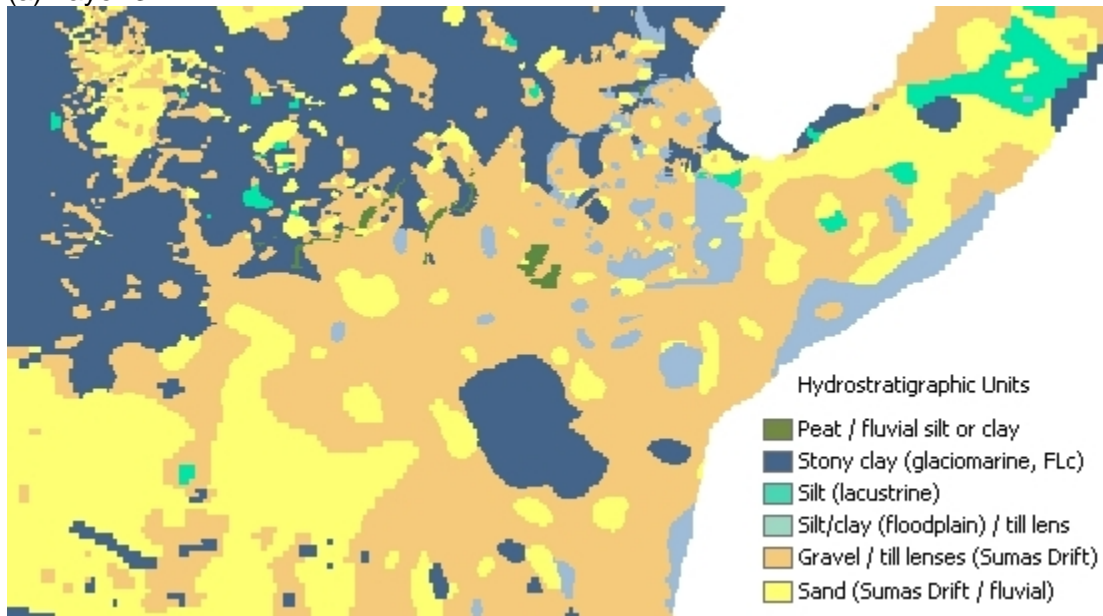 Hydrostratigraphic Units
Peat / fluvial silt or clay
Stony clay (glaciomarine, FLc)
Silt (lacustrine)
Silt/clay (floodplain) / till lens
Gravel / till lenses (Sumas Drift)
Sand (Sumas Drift / fluvial)